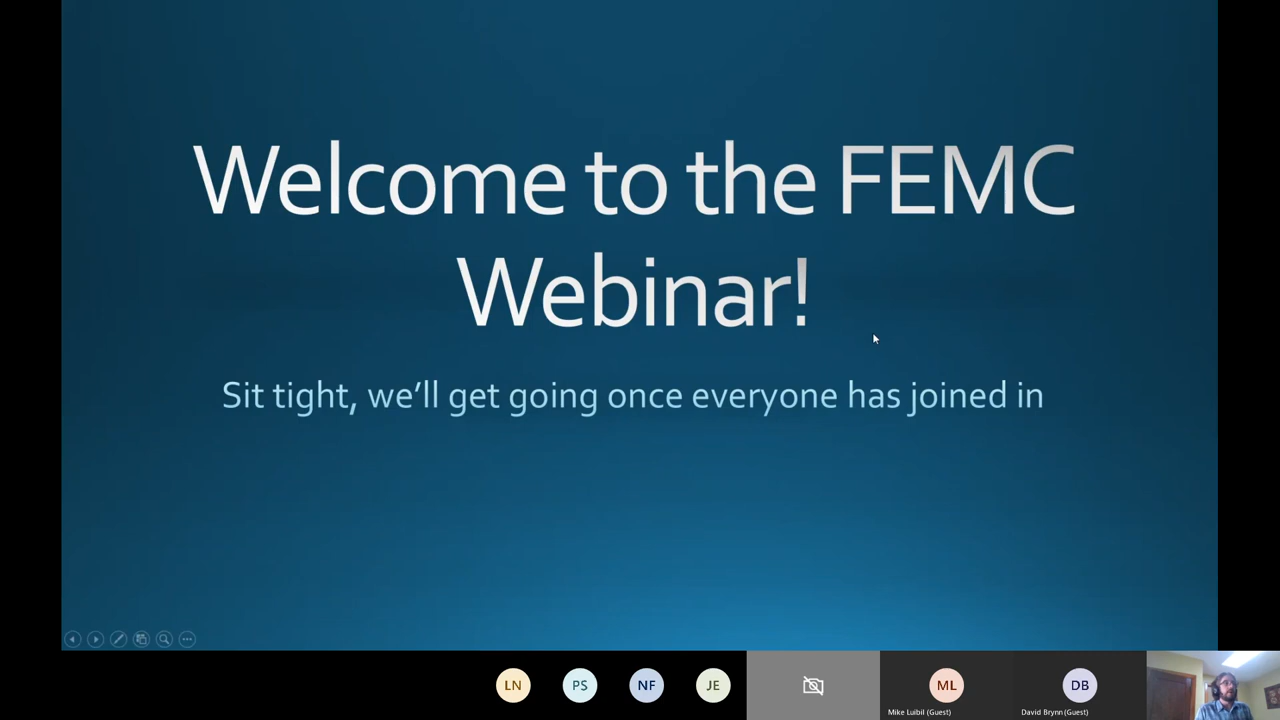 Welcome to the FEMC
Webinar!
Sit tight, we’ll get going once everyone has joined in
LN
PS
NF
JE
ML
DB
Mike Luibil (Guest)
David Brynn (Guest)